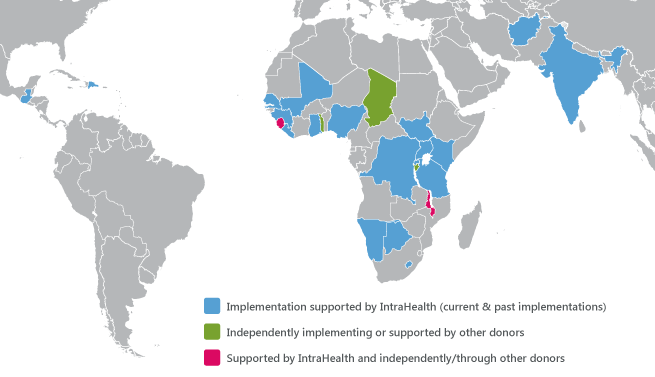 Implementation supported by IntraHealth (current & past implementations)
Independently implementing or supported by other donors
Supported by IntraHealth and independently/through other donors